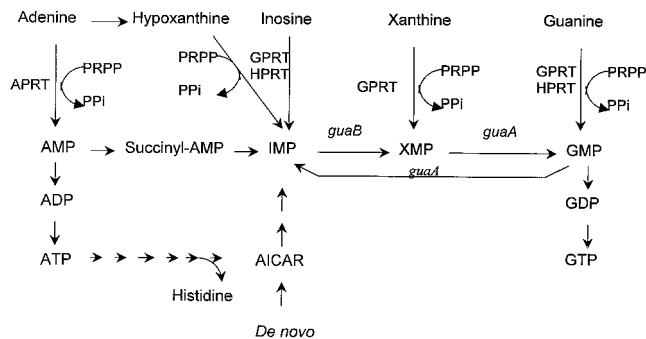 Adenine Hypoxanthine Inosine Xanthine Guanine
APRT PRPP PPi
PRPP PPi
GPRT HPRT
GPRT PRPP PPi
GPRT HPRT PRPP PPi
AMP Succinyl-AMP IMP guaB XMP guaA GMP
guaA
ADP GDP
ATP AICAR GTP
Histidine
De novo